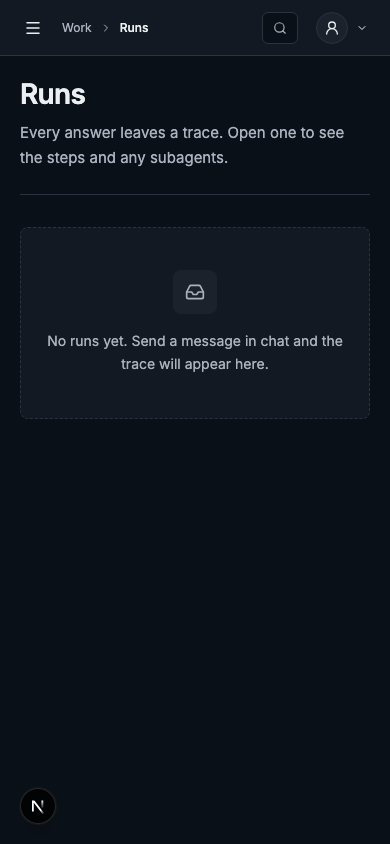 Work
Runs
Runs
Every answer leaves a trace. Open one to see
the steps and any subagents.
No runs yet. Send a message in chat and the
trace will appear here.
N